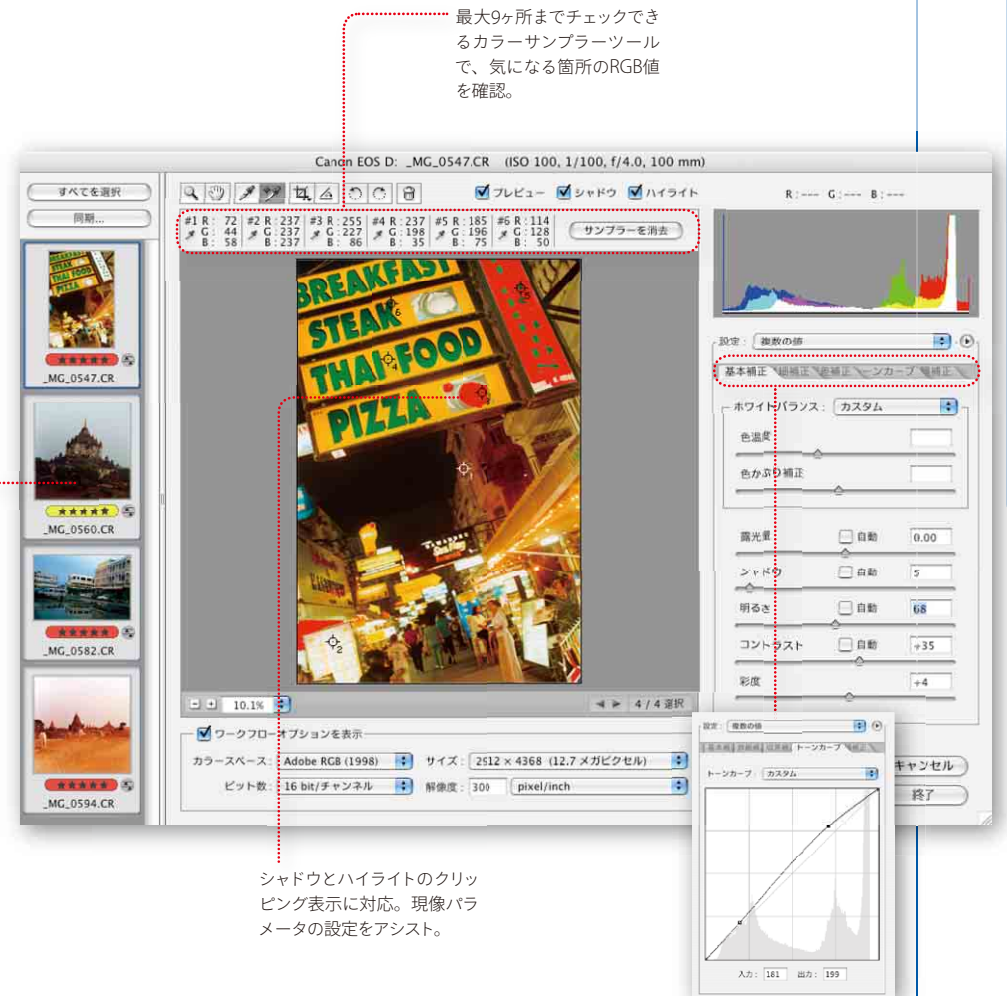 最大9ヶ所までチェックでき
るカラーサンプラーツール
で、気になる箇所のRGB値
を確認。
Canon EOS D: _MG_0547.CR (ISO 100, 1/100, f/4.0, 100 mm)
すべてを選択
同期...
プレビュー シャドウ ハイライト
R:--- G:--- B:---
#1 R: 72 #2 R:237 #3 R:255 #4 R:237 #5 R:185 #6 R:114
G: 44 G:237 G:227 G:198 G:196 G:128
B: 58 B:237 B: 86 B: 35 B: 75 B: 50
サンプラーを消去
BREAKFAST
STEAK
THAI FOOD
PIZZA
★★★★★
_MG_0547.CR
★★★★★
_MG_0560.CR
★★★★★
_MG_0582.CR
★★★★★
_MG_0594.CR
設定: 複数の値
基本補正 トーンカーブ
ホワイトバランス: カスタム
色温度
色かぶり補正
露光量 自動 0.00
シャドウ 自動 5
明るさ 自動 68
コントラスト 自動 +35
彩度 +4
10.1%
4 / 4 選択
ワークフローオプションを表示
カラースペース: Adobe RGB (1998) サイズ: 2912 × 4368 (12.7 メガピクセル)
ビット数: 16 bit/チャンネル 解像度: 300 pixel/inch
キャンセル
終了
設定: 複数の値
トーンカーブ
トーンカーブ: カスタム
入力: 181 出力: 199
シャドウとハイライトのクリッ
ピング表示に対応。現像パラ
メータの設定をアシスト。